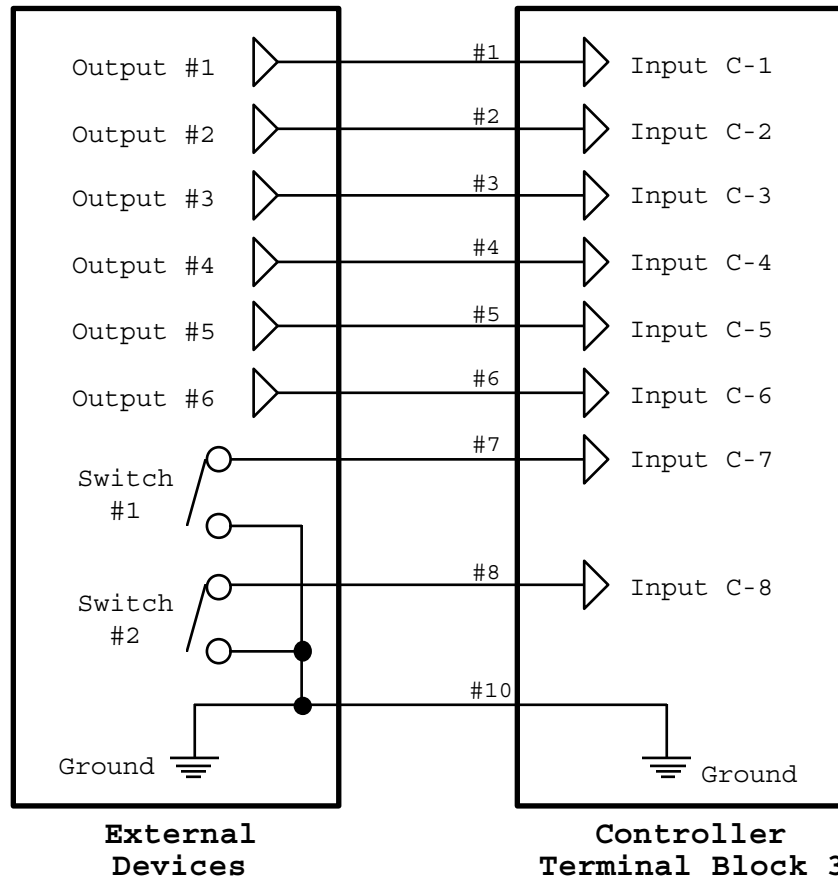 Output #1 #1 Input C-1
Output #2 #2 Input C-2
Output #3 #3 Input C-3
Output #4 #4 Input C-4
Output #5 #5 Input C-5
Output #6 #6 Input C-6
#7 Input C-7
Switch
#1
#8 Input C-8
Switch
#2
#10
Ground Ground
External
Devices
Controller
Terminal Block 3